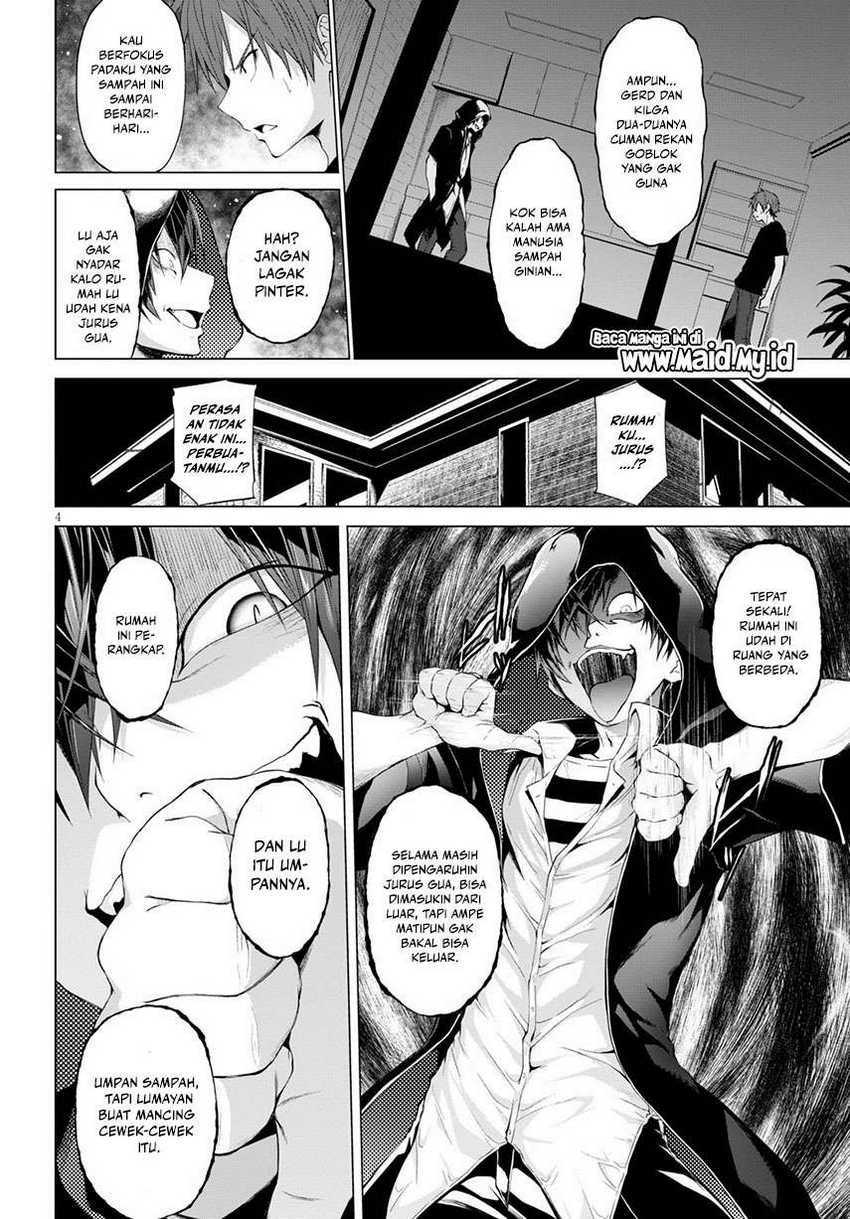 AMPUN...
GERD DAN
KILGA
DUA-DUANYA
CUMAN REKAN
GOBLOK
YANG GAK
GUNA
KOK BISA
KALAH AMA
MANUSIA
SAMPAH
GINIAN...
KAU
BERFOKUS
PADAKU YANG
SAMPAH INI
SAMPAI
BERHARI-
HARI...
HAH?
JANGAN
LAGAK
PINTER.
LU AJA
GAK
NYADAR
KALO RU-
MAH LU
UDAH KENA
JURUS
GUA.
Baca Manga ini di
www.Maid.My.id
RUMAH
KU...
JURUS
...!?
PERASA
AN TIDAK
ENAK INI...
PERBUA-
TANMU...!?
4
TEPAT
SEKALI!
RUMAH INI
UDAH DI
RUANG YANG
BERBEDA.
SELAMA MASIH
DIPENGARUHIN
JURUS GUA, BISA
DIMASUKIN DARI
LUAR, TAPI AMPE
MATIPUN GAK
BAKAL BISA
KELUAR.
RUMAH
INI PE-
RANGKAP.
DAN LU
ITU UM-
PANNYA.
UMPAN SAMPAH,
TAPI LUMAYAN
BUAT MANCING
CEWEK-CEWEK
ITU.